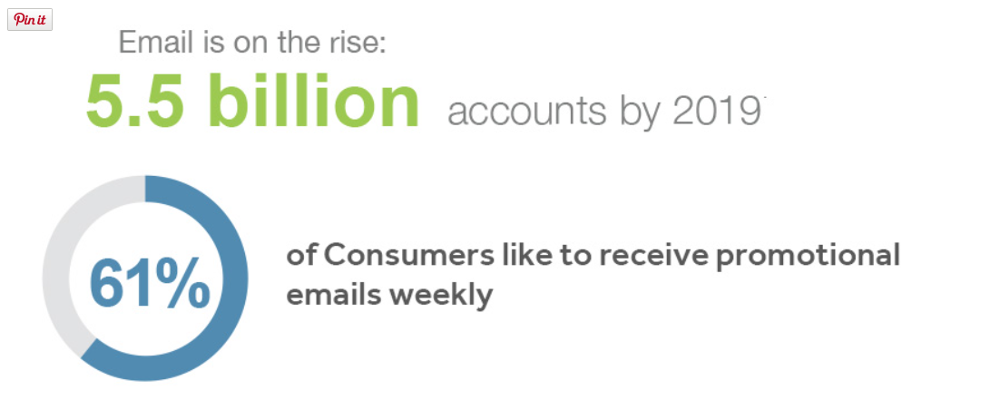 Pin it
Email is on the rise:
5.5 billion accounts by 2019
61%
of Consumers like to receive promotional
emails weekly